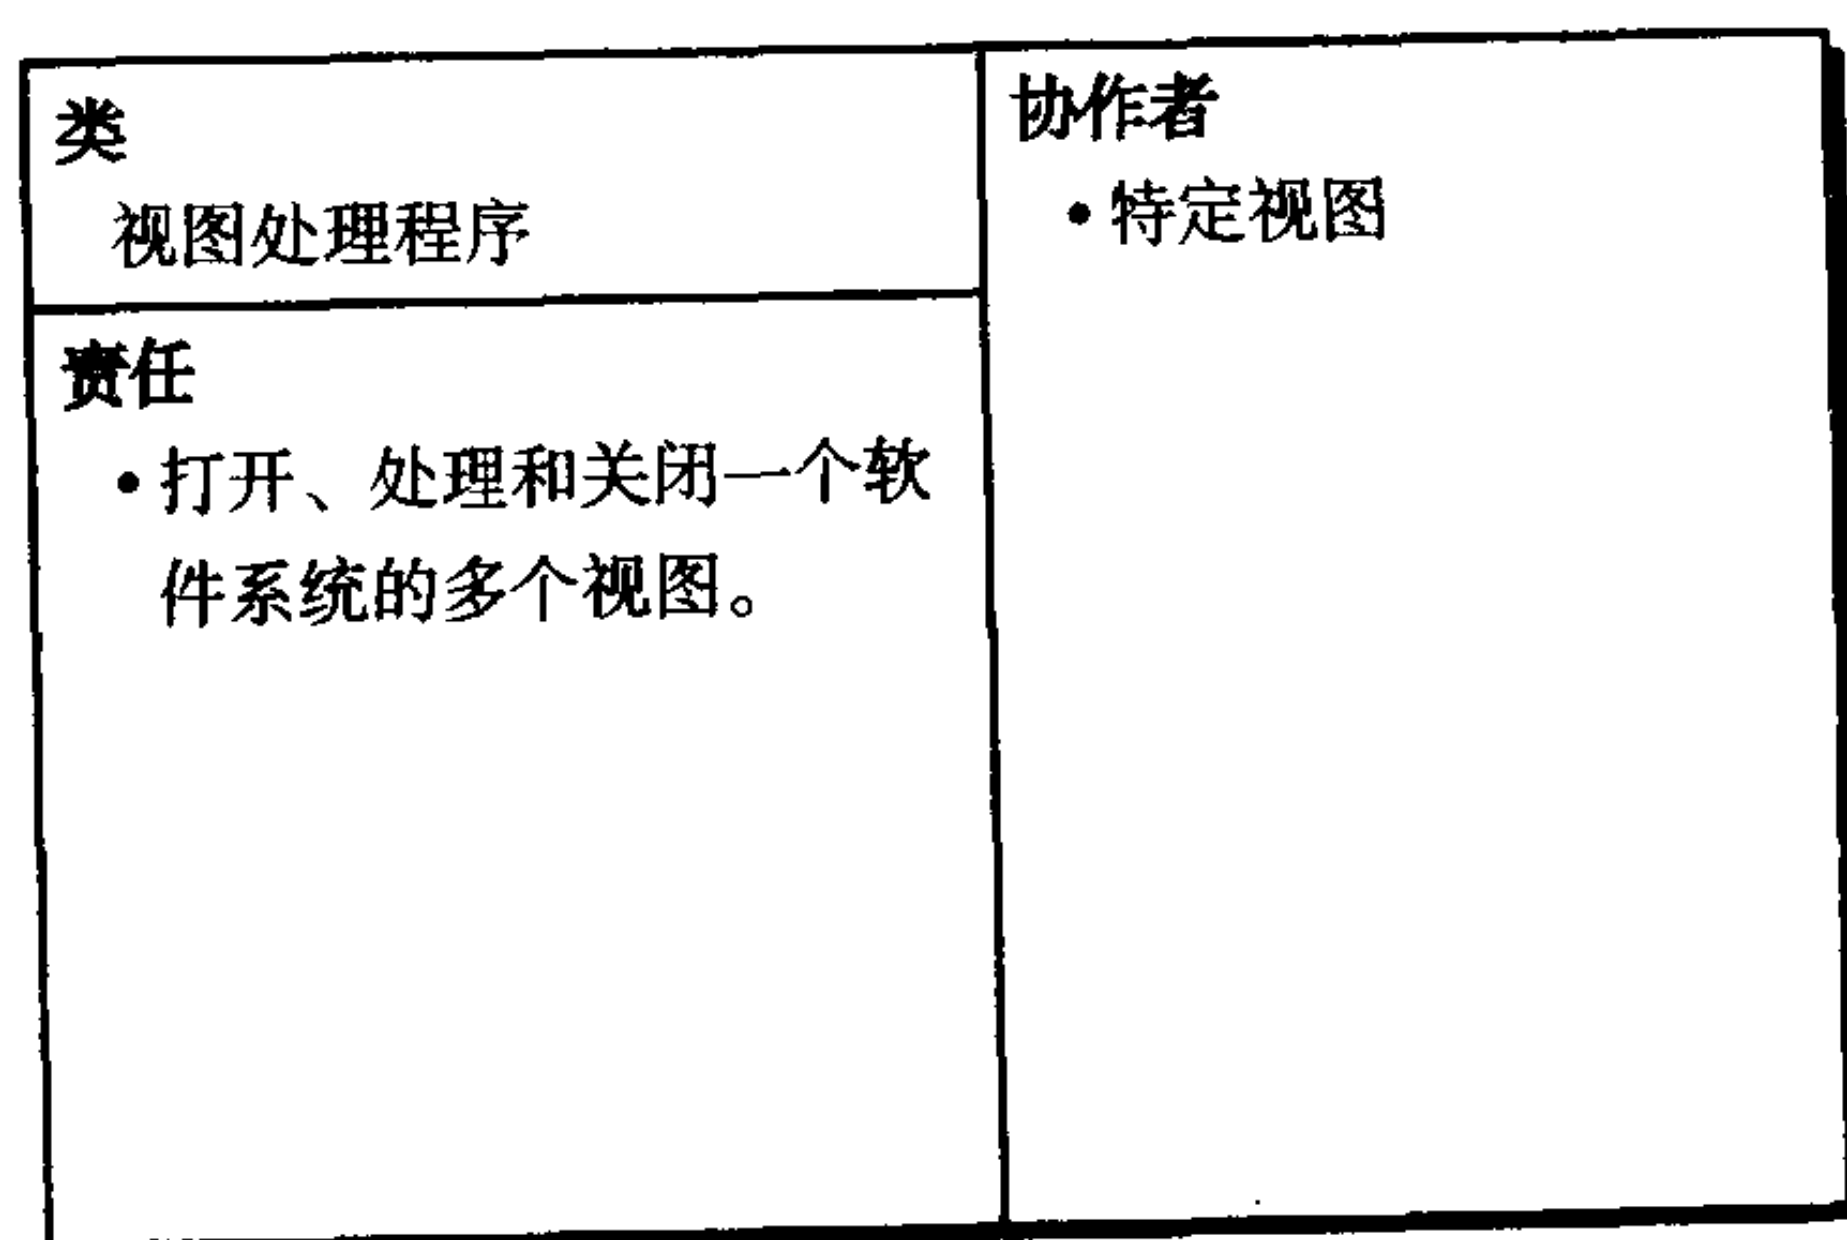 类
视图处理程序
责任
• 打开、处理和关闭一个软
件系统的多个视图。
协作者
• 特定视图